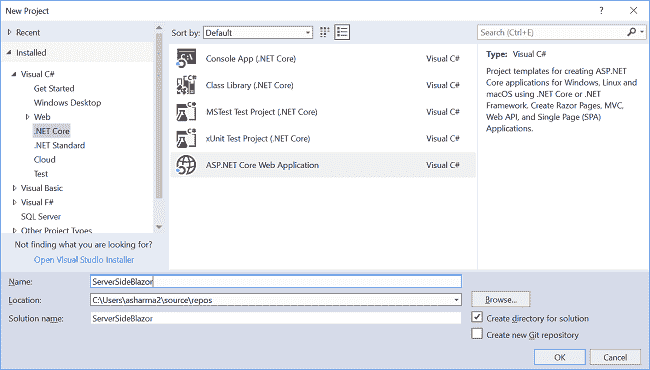 New Project
? ×
Recent
Installed
Visual C#
Get Started
Windows Desktop
Web
.NET Core
.NET Standard
Cloud
Test
Visual Basic
Visual F#
SQL Server
Other Project Types
Not finding what you are looking for?
Open Visual Studio Installer
Sort by: Default
Console App (.NET Core) Visual C#
Class Library (.NET Core) Visual C#
MSTest Test Project (.NET Core) Visual C#
xUnit Test Project (.NET Core) Visual C#
ASP.NET Core Web Application Visual C#
Search (Ctrl+E)
Type: Visual C#
Project templates for creating ASP.NET
Core applications for Windows, Linux and
macOS using .NET Core or .NET
Framework. Create Razor Pages, MVC,
Web API, and Single Page (SPA)
Applications.
Name: ServerSideBlazor
Location: C:\Users\asharma2\source\repos
Browse...
Solution name: ServerSideBlazor
Create directory for solution
Create new Git repository
OK Cancel